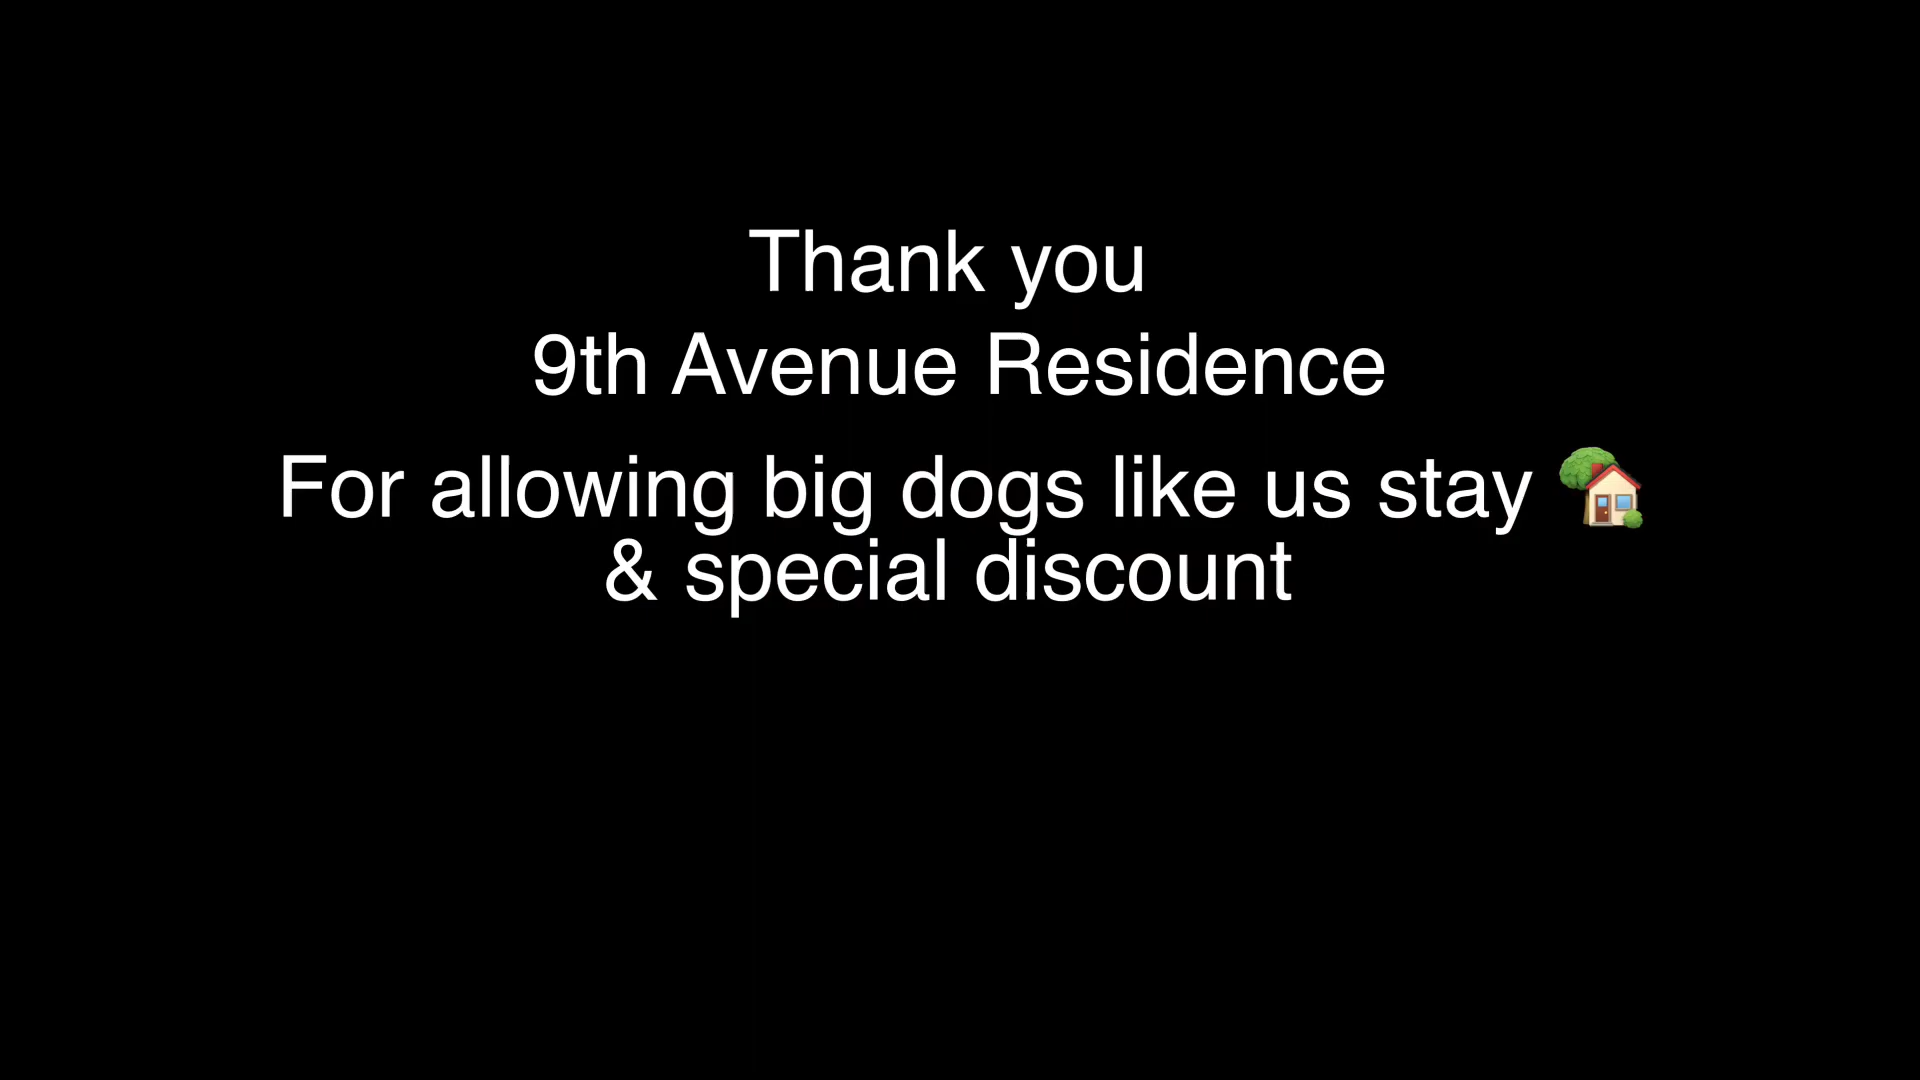 Thank you
9th Avenue Residence
For allowing big dogs like us stay 🏡
& special discount